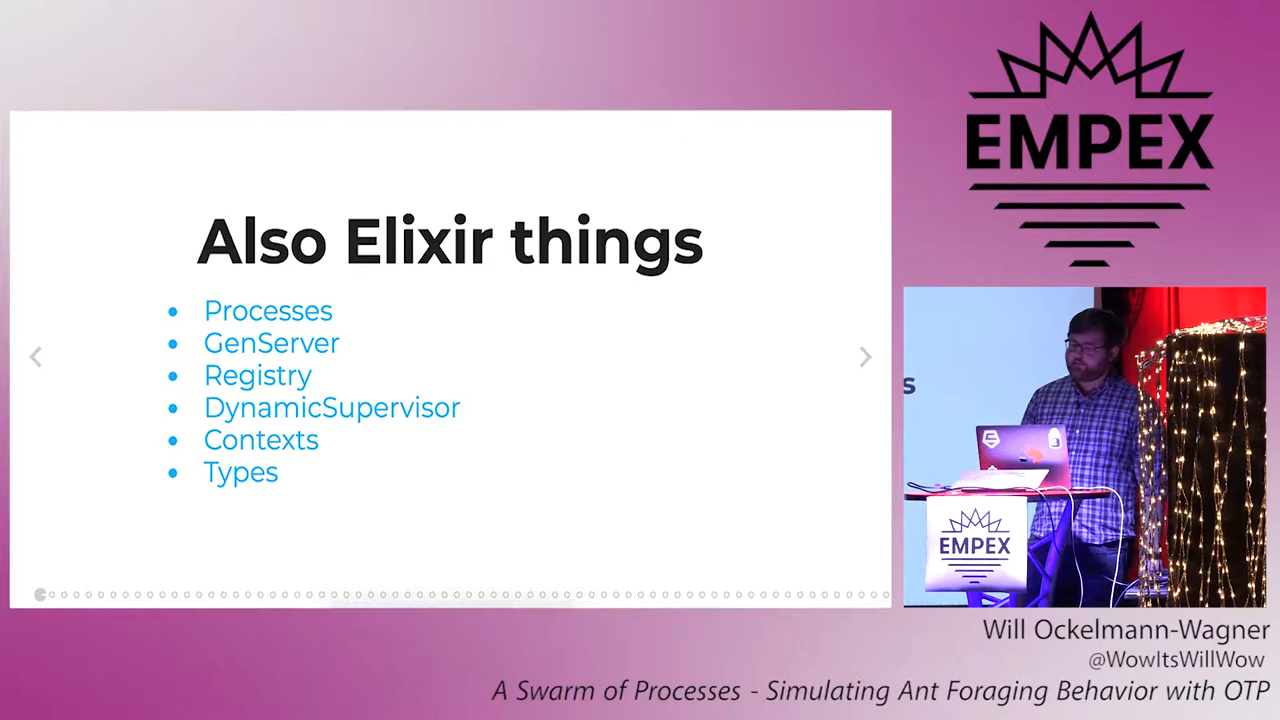 EMPEX
Also Elixir things
Processes
GenServer
Registry
DynamicSupervisor
Contexts
Types
s
EMPEX
Will Ockelmann-Wagner
@WowItsWillWow
A Swarm of Processes - Simulating Ant Foraging Behavior with OTP